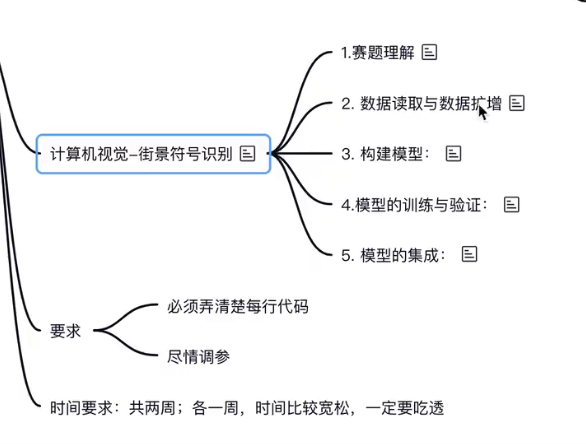 1.赛题理解
2. 数据读取与数据扩增
计算机视觉-街景符号识别
3. 构建模型：
4.模型的训练与验证：
5. 模型的集成：
必须弄清楚每行代码
要求
尽情调参
时间要求：共两周；各一周，时间比较宽松，一定要吃透